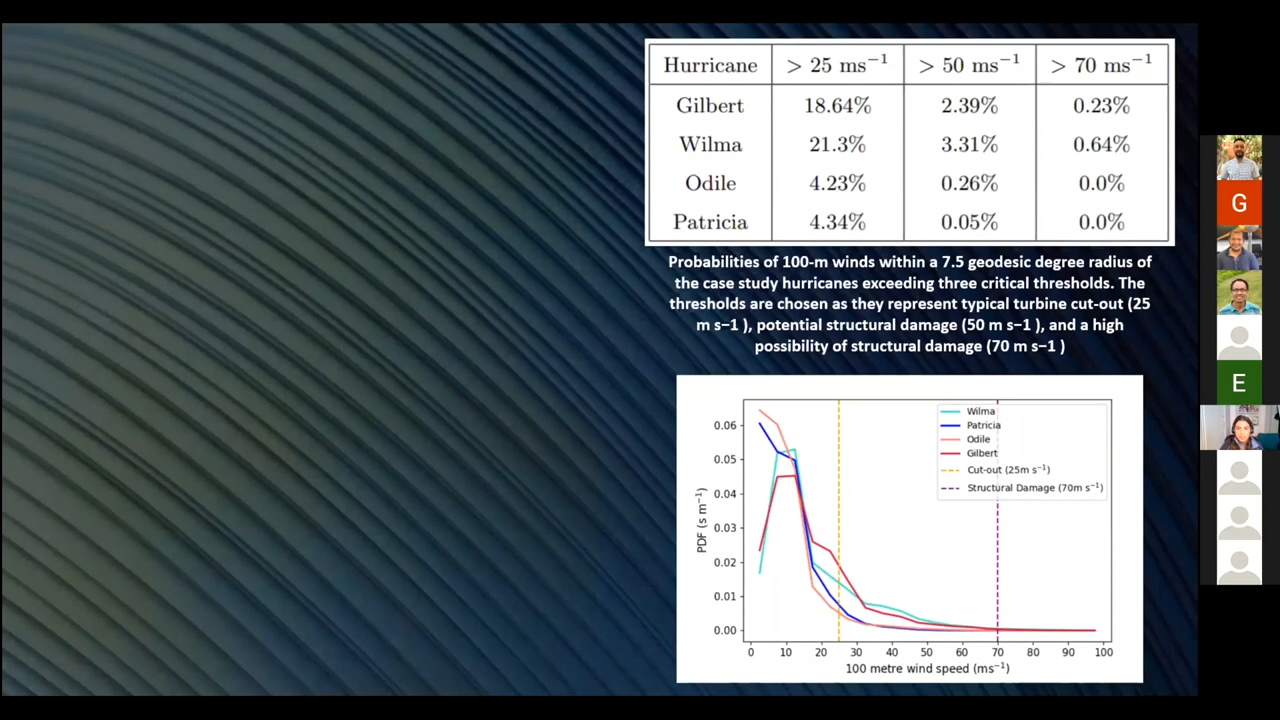 Hurricane > 25 ms⁻¹ > 50 ms⁻¹ > 70 ms⁻¹
Gilbert 18.64% 2.39% 0.23%
Wilma 21.3% 3.31% 0.64%
Odile 4.23% 0.26% 0.0%
Patricia 4.34% 0.05% 0.0%
Probabilities of 100-m winds within a 7.5 geodesic degree radius of
the case study hurricanes exceeding three critical thresholds. The
thresholds are chosen as they represent typical turbine cut-out (25
m s−1 ), potential structural damage (50 m s−1 ), and a high
possibility of structural damage (70 m s−1 )
Wilma
Patricia
Odile
Gilbert
Cut-out (25m s⁻¹)
Structural Damage (70m s⁻¹)
PDF (s m⁻¹)
0.06
0.05
0.04
0.03
0.02
0.01
0.00
0 10 20 30 40 50 60 70 80 90 100
100 metre wind speed (ms⁻¹)
G
E